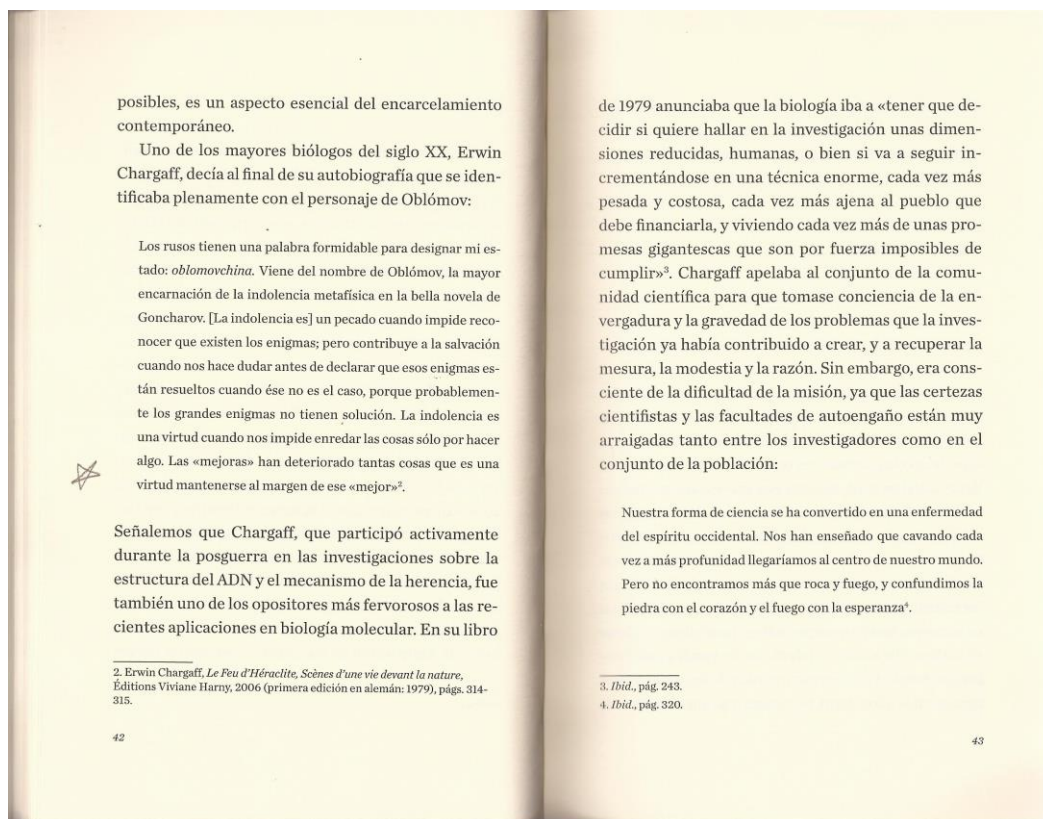 posibles, es un aspecto esencial del encarcelamiento
contemporáneo.
Uno de los mayores biólogos del siglo XX, Erwin
Chargaff, decía al final de su autobiografía que se iden-
tificaba plenamente con el personaje de Oblómov:
Los rusos tienen una palabra formidable para designar mi es-
tado: oblomovchina. Viene del nombre de Oblómov, la mayor
encarnación de la indolencia metafísica en la bella novela de
Goncharov. [La indolencia es] un pecado cuando impide reco-
nocer que existen los enigmas; pero contribuye a la salvación
cuando nos hace dudar antes de declarar que esos enigmas es-
tán resueltos cuando ése no es el caso, porque probablemen-
te los grandes enigmas no tienen solución. La indolencia es
una virtud cuando nos impide enredar las cosas sólo por hacer
algo. Las «mejoras» han deteriorado tantas cosas que es una
virtud mantenerse al margen de ese «mejor»².
Señalemos que Chargaff, que participó activamente
durante la posguerra en las investigaciones sobre la
estructura del ADN y el mecanismo de la herencia, fue
también uno de los opositores más fervorosos a las re-
cientes aplicaciones en biología molecular. En su libro
2. Erwin Chargaff, Le Feu d'Héraclite, Scènes d'une vie devant la nature,
Éditions Viviane Harny, 2006 (primera edición en alemán: 1979), págs. 314-
315.
42
de 1979 anunciaba que la biología iba a «tener que de-
cidir si quiere hallar en la investigación unas dimen-
siones reducidas, humanas, o bien si va a seguir in-
crementándose en una técnica enorme, cada vez más
pesada y costosa, cada vez más ajena al pueblo que
debe financiarla, y viviendo cada vez más de unas pro-
mesas gigantescas que son por fuerza imposibles de
cumplir»³. Chargaff apelaba al conjunto de la comu-
nidad científica para que tomase conciencia de la en-
vergadura y la gravedad de los problemas que la inves-
tigación ya había contribuido a crear, y a recuperar la
mesura, la modestia y la razón. Sin embargo, era cons-
ciente de la dificultad de la misión, ya que las certezas
cientifistas y las facultades de autoengaño están muy
arraigadas tanto entre los investigadores como en el
conjunto de la población:
Nuestra forma de ciencia se ha convertido en una enfermedad
del espíritu occidental. Nos han enseñado que cavando cada
vez a más profundidad llegaríamos al centro de nuestro mundo.
Pero no encontramos más que roca y fuego, y confundimos la
piedra con el corazón y el fuego con la esperanza⁴.
3. Ibid., pág. 243.
4. Ibid., pág. 320.
43